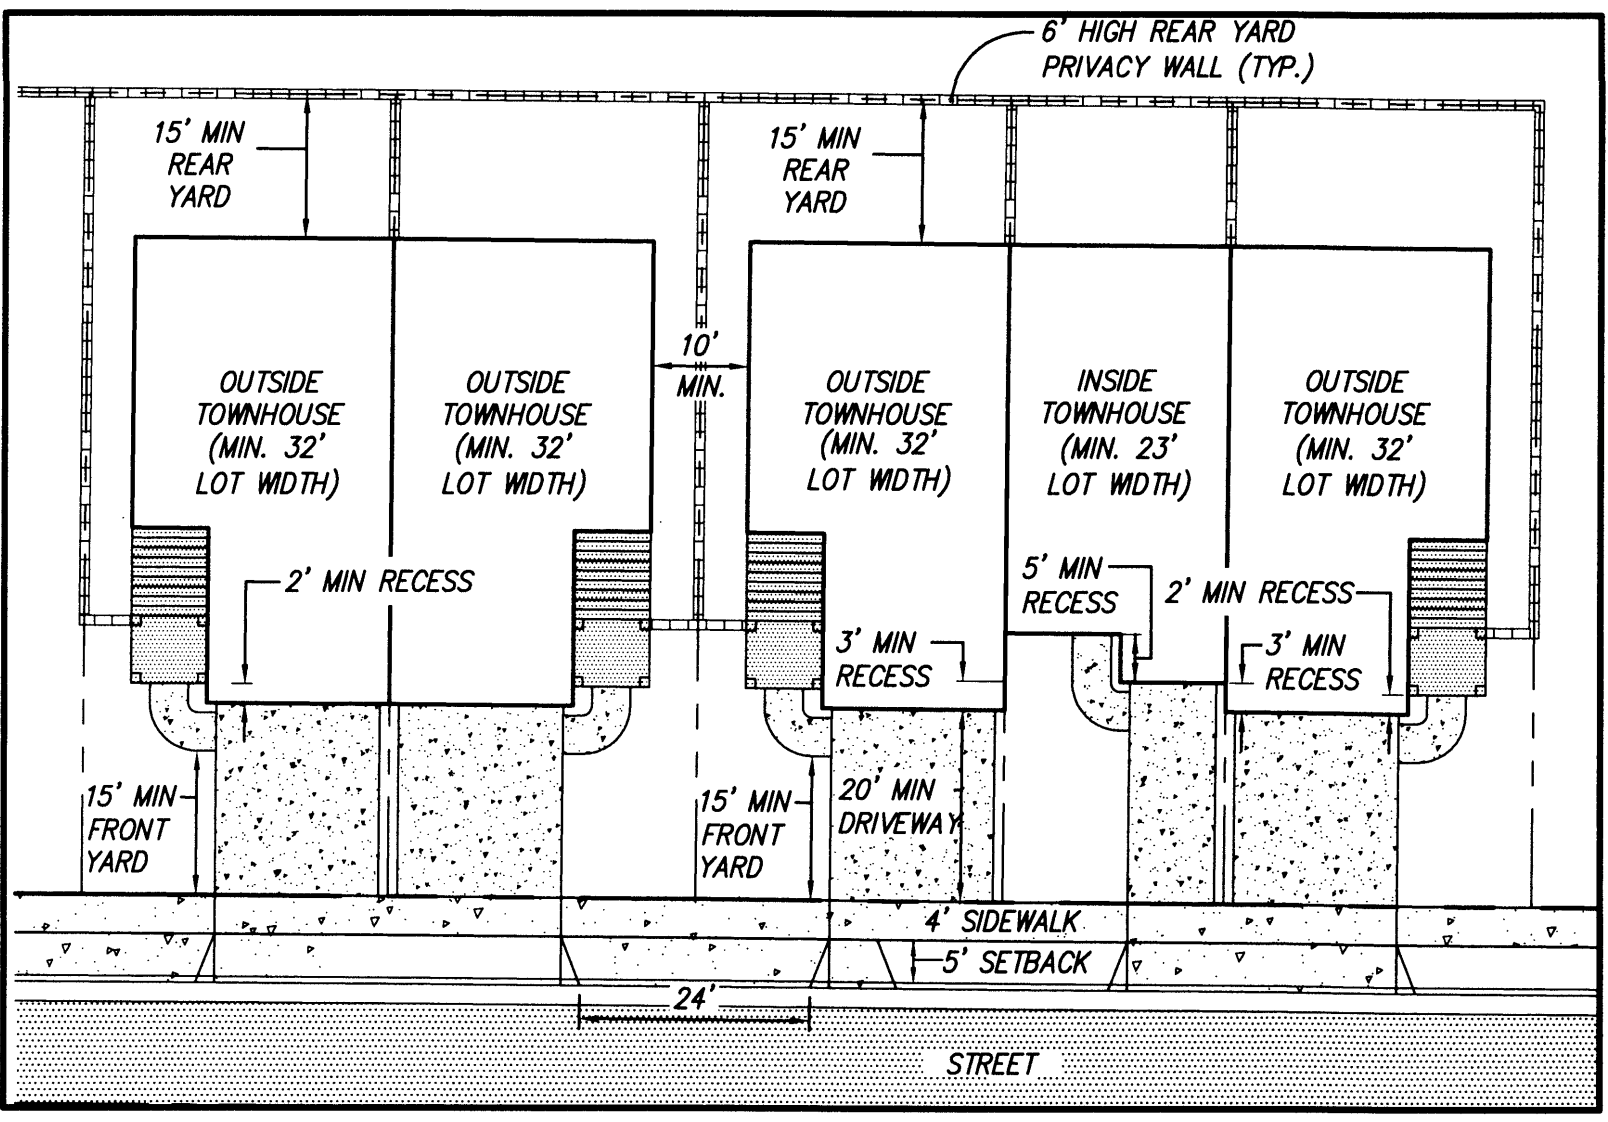 6' HIGH REAR YARD
PRIVACY WALL (TYP.)
15' MIN
REAR
YARD
15' MIN
REAR
YARD
10'
MIN.
OUTSIDE
TOWNHOUSE
(MIN. 32'
LOT WIDTH)
OUTSIDE
TOWNHOUSE
(MIN. 32'
LOT WIDTH)
OUTSIDE
TOWNHOUSE
(MIN. 32'
LOT WIDTH)
INSIDE
TOWNHOUSE
(MIN. 23'
LOT WIDTH)
OUTSIDE
TOWNHOUSE
(MIN. 32'
LOT WIDTH)
2' MIN RECESS
3' MIN
RECESS
5' MIN
RECESS
2' MIN RECESS
3' MIN
RECESS
15' MIN
FRONT
YARD
15' MIN
FRONT
YARD
20' MIN
DRIVEWAY
4' SIDEWALK
5' SETBACK
24'
STREET